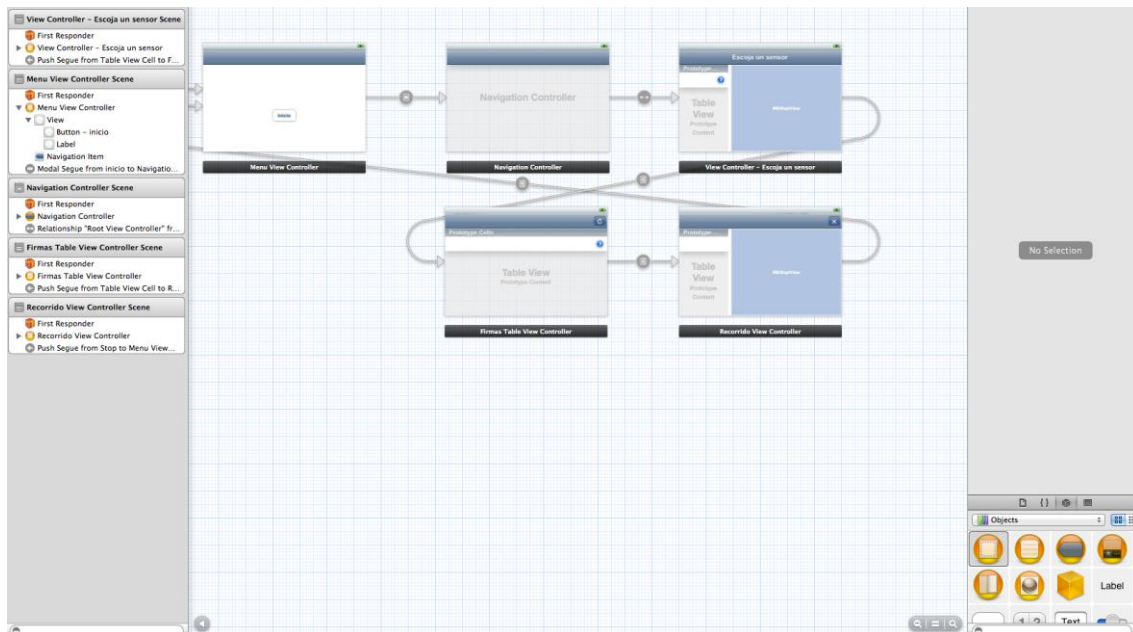 View Controller – Escoja un sensor Scene
First Responder
View Controller – Escoja un sensor
Push Segue from Table View Cell to F...
Menu View Controller Scene
First Responder
Menu View Controller
View
Button – inicio
Label
Navigation Item
Modal Segue from inicio to Navigatio...
Navigation Controller Scene
First Responder
Navigation Controller
Relationship "Root View Controller" fr...
Firmas Table View Controller Scene
First Responder
Firmas Table View Controller
Push Segue from Table View Cell to R...
Recorrido View Controller Scene
First Responder
Recorrido View Controller
Push Segue from Stop to Menu View...
inicio
Menu View Controller
Navigation Controller
Navigation Controller
Escoja un sensor
Prototype
Table
View
Prototype
Content
View Controller – Escoja un sensor
Prototype Cells
Table View
Prototype Content
Firmas Table View Controller
Prototype
Table
View
Prototype
Content
Recorrido View Controller
No Selection
Objects
Label
1 2
Text